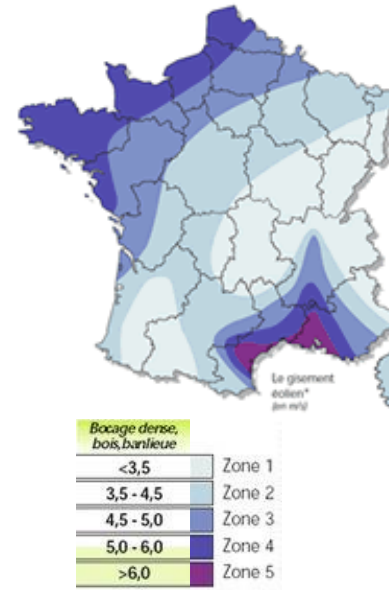 Le gisement
éolien*
(en m/s)
Bocage dense,
bois,banlieue
<3,5 Zone 1
3,5 - 4,5 Zone 2
4,5 - 5,0 Zone 3
5,0 - 6,0 Zone 4
>6,0 Zone 5